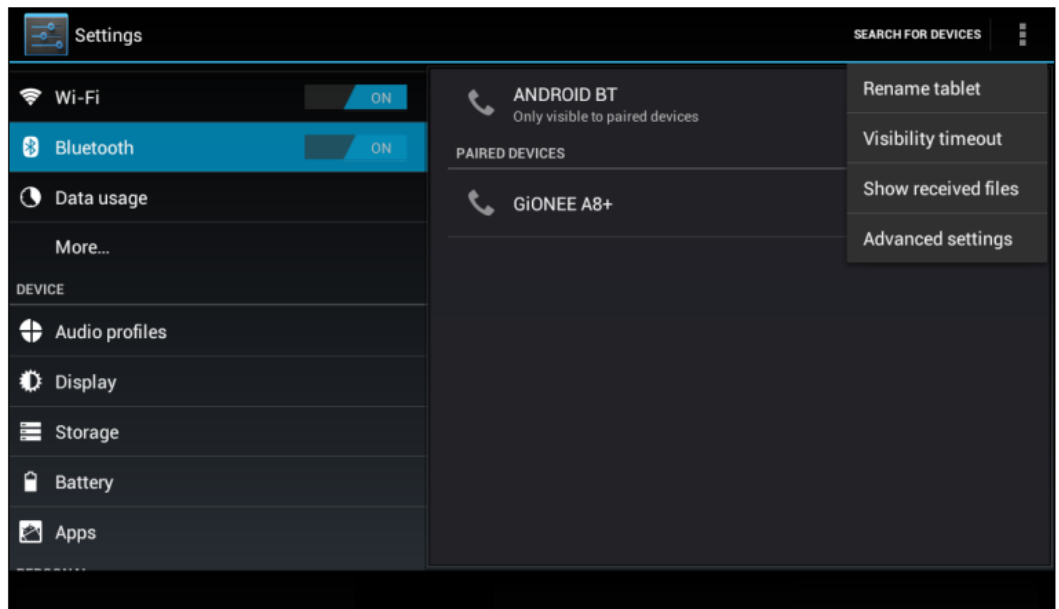 Settings
SEARCH FOR DEVICES
Wi-Fi ON
Bluetooth ON
Data usage
More...
DEVICE
Audio profiles
Display
Storage
Battery
Apps
ANDROID BT
Only visible to paired devices
PAIRED DEVICES
GiONEE A8+
Rename tablet
Visibility timeout
Show received files
Advanced settings